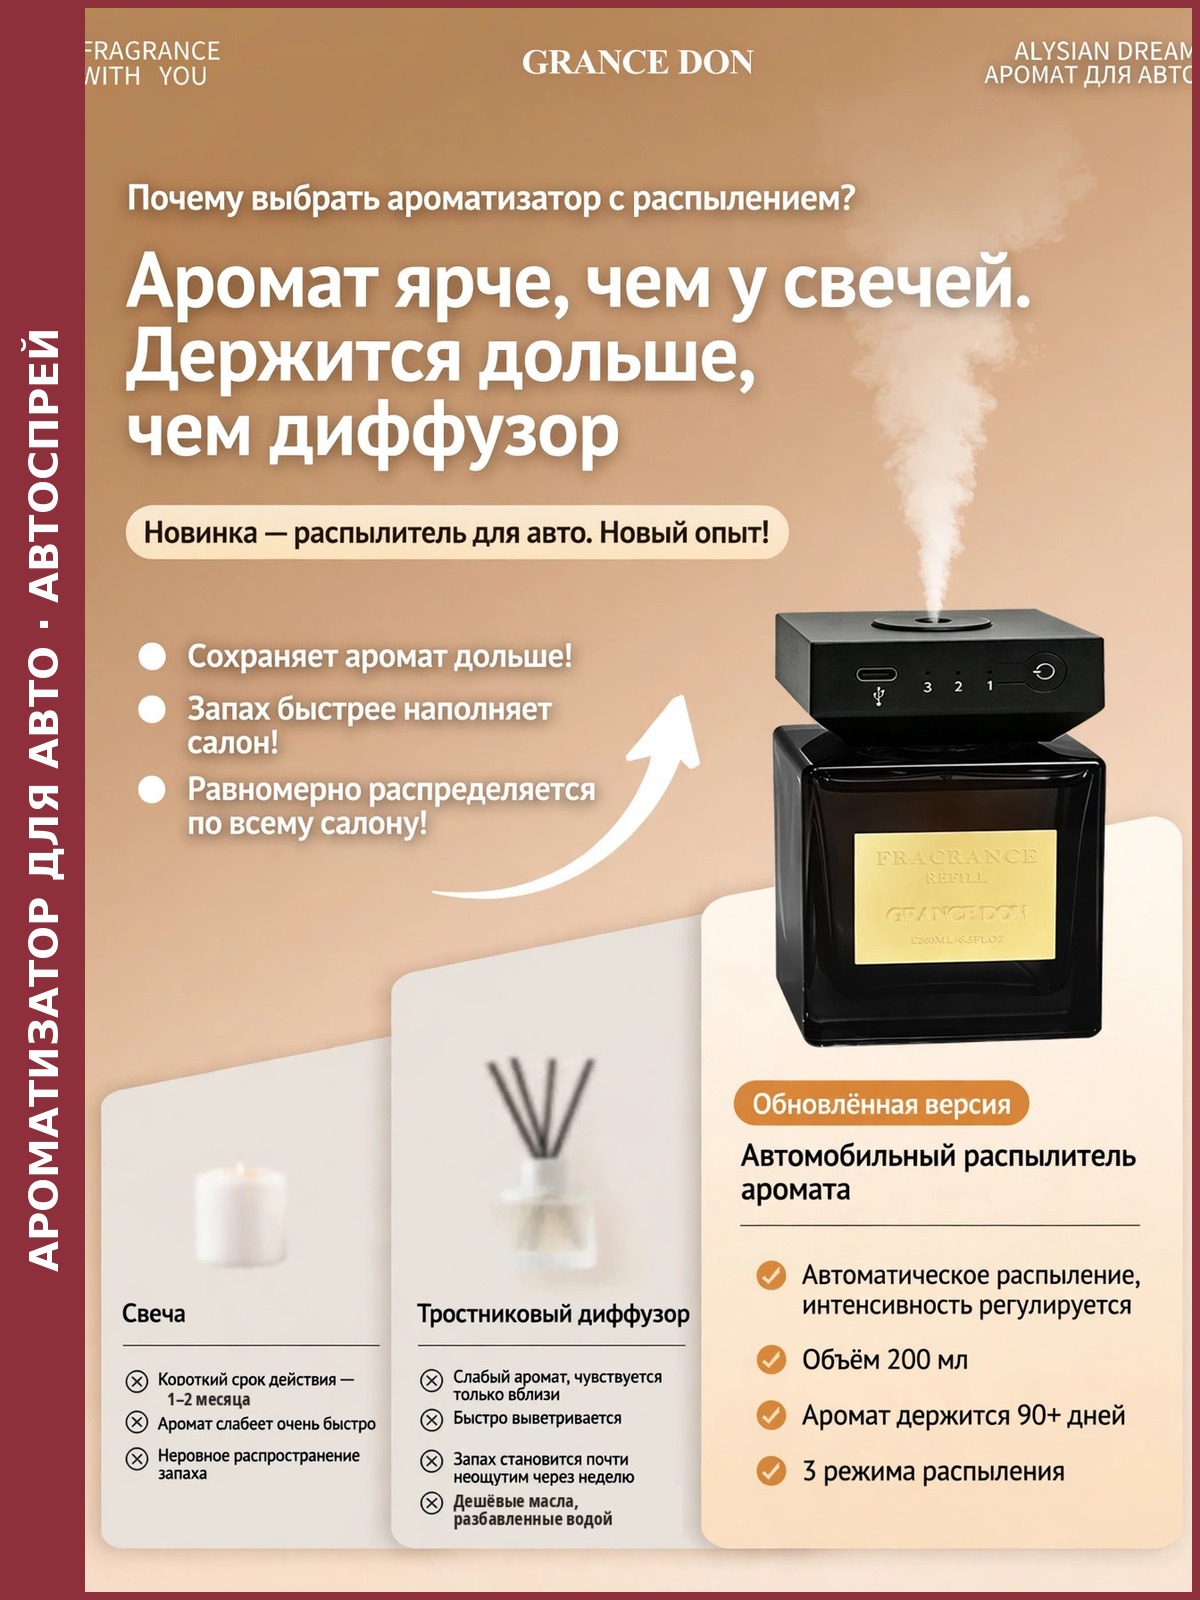 АРОМАТИЗАТОР ДЛЯ АВТО · АВТОСПРЕЙ
FRAGRANCE
WITH YOU
GRANCE DON
ALYSIAN DREAM
АРОМАТ ДЛЯ АВТО
Почему выбрать ароматизатор с распылением?
Аромат ярче, чем у свечей.
Держится дольше,
чем диффузор
Новинка — распылитель для авто. Новый опыт!
Сохраняет аромат дольше!
Запах быстрее наполняет
салон!
Равномерно распределяется
по всему салону!
3 2 1
FRAGRANCE
REFILL
GRANCE DON
Свеча
Короткий срок действия —
1–2 месяца
Аромат слабеет очень быстро
Неровное распространение
запаха
Тростниковый диффузор
Слабый аромат, чувствуется
только вблизи
Быстро выветривается
Запах становится почти
неощутим через неделю
Дешёвые масла,
разбавленные водой
Обновлённая версия
Автомобильный распылитель
аромата
Автоматическое распыление,
интенсивность регулируется
Объём 200 мл
Аромат держится 90+ дней
3 режима распыления